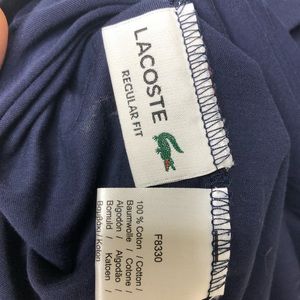 LACOSTE
REGULAR FIT
F8330
100 % Coton / Cotton /
Baumwolle / Cotone /
Algodón / Algodão /
Bomuld / Katoen /